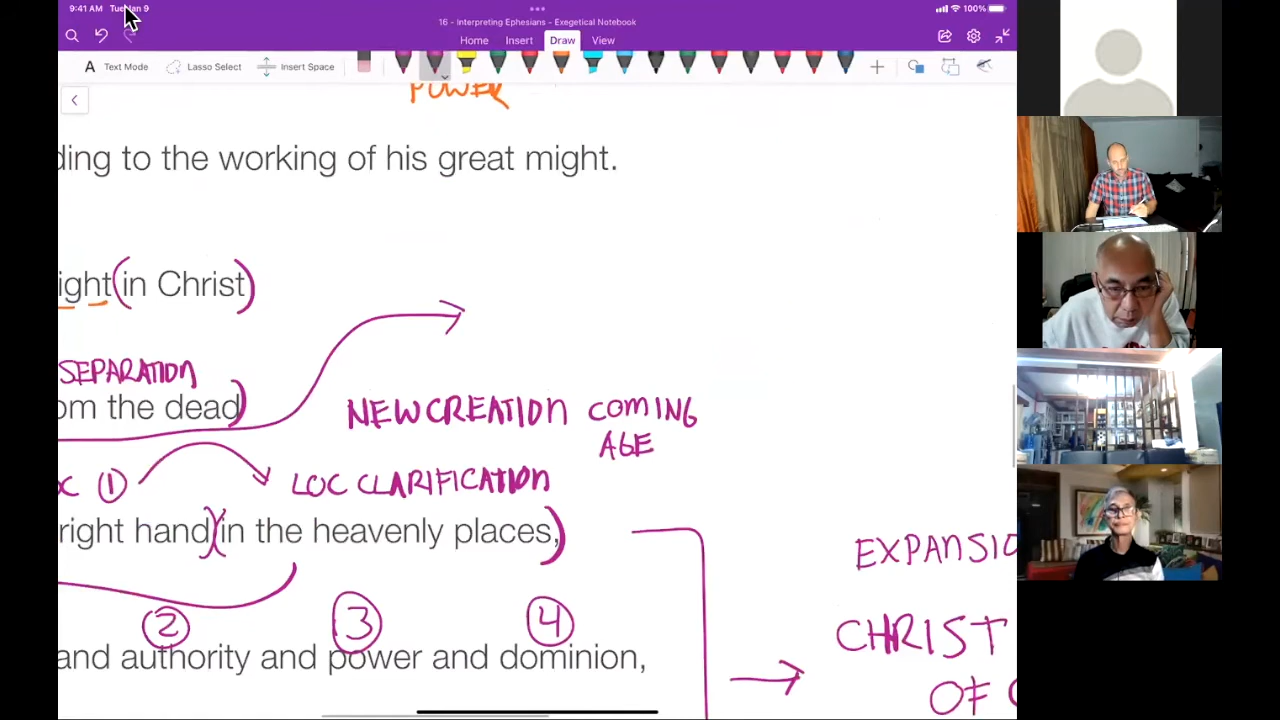 9:41 AM Tue Jan 9
100%
16 - Interpreting Ephesians - Exegetical Notebook
Home Insert Draw View
Text Mode Lasso Select Insert Space
POWER
ding to the working of his great might.
ight (in Christ)
SEPARATION
om the dead)
NEW CREATION COMING
AGE
① LOC CLARIFICATION
right hand)(in the heavenly places,)
EXPANSIO
② ③ ④
CHRIST
and authority and power and dominion,
OF